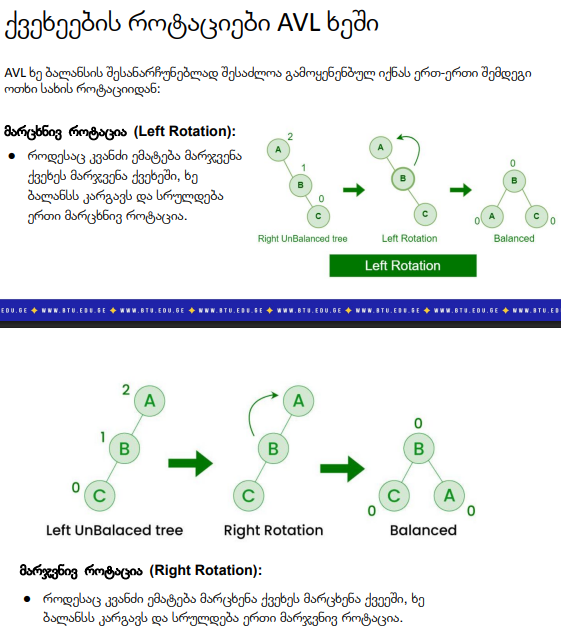 ქვეხეების როტაციები AVL ხეში
AVL ხე ბალანსის შესანარჩუნებლად შესაძლოა გამოყენებულ იქნას ერთ-ერთი შემდეგი
ოთხი სახის როტაციიდან:
მარცხნივ როტაცია (Left Rotation):
● როდესაც კვანძი ემატება მარჯვენა
ქვეხეს მარჯვენა ქვეხეში, ხე
ბალანსს კარგავს და სრულდება
ერთი მარცხნივ როტაცია.
2
A
1
B
0
C
Right UnBalanced tree
A
B
C
Left Rotation
0
B
0 A
C 0
Balanced
Left Rotation
EDU.GE ✦ WWW.BTU.EDU.GE ✦ WWW.BTU.EDU.GE ✦ WWW.BTU.EDU.GE ✦ WWW.BTU.EDU.GE ✦ WWW.BTU.EDU.GE ✦ WWW.BTU.EDU.GE ✦ WWW.BTU.ED
2
A
1
B
0
C
Left UnBalaced tree
A
B
C
Right Rotation
0
B
C
A
0
0
Balanced
მარჯვნივ როტაცია (Right Rotation):
● როდესაც კვანძი ემატება მარცხენა ქვეხეს მარცხენა ქვეეში, ხე
ბალანსს კარგავს და სრულდება ერთი მარჯვნივ როტაცია.